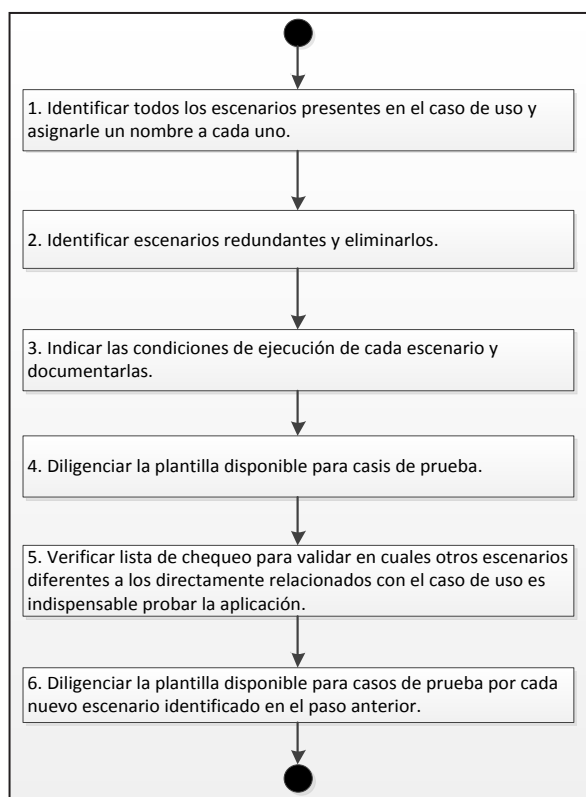 1. Identificar todos los escenarios presentes en el caso de uso y
asignarle un nombre a cada uno.
2. Identificar escenarios redundantes y eliminarlos.
3. Indicar las condiciones de ejecución de cada escenario y
documentarlas.
4. Diligenciar la plantilla disponible para casis de prueba.
5. Verificar lista de chequeo para validar en cuales otros escenarios
diferentes a los directamente relacionados con el caso de uso es
indispensable probar la aplicación.
6. Diligenciar la plantilla disponible para casos de prueba por cada
nuevo escenario identificado en el paso anterior.